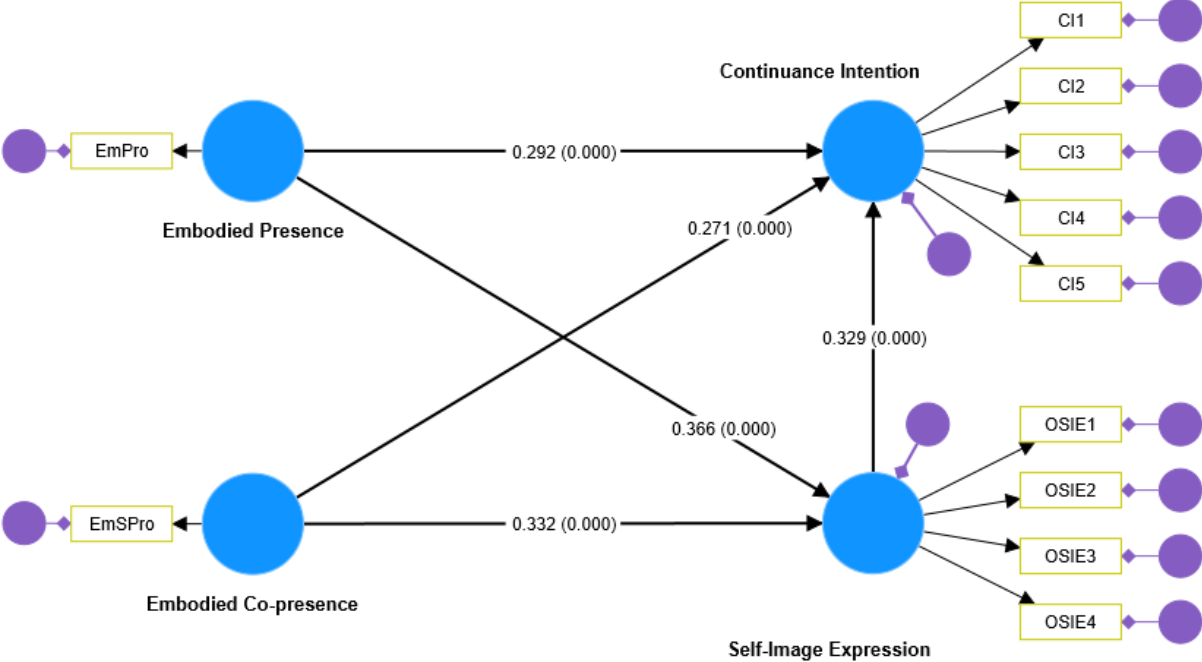 CI1
Continuance Intention
CI2
EmPro
0.292 (0.000)
CI3
CI4
Embodied Presence
0.271 (0.000)
CI5
0.329 (0.000)
0.366 (0.000)
OSIE1
OSIE2
EmSPro
0.332 (0.000)
OSIE3
Embodied Co-presence
OSIE4
Self-Image Expression